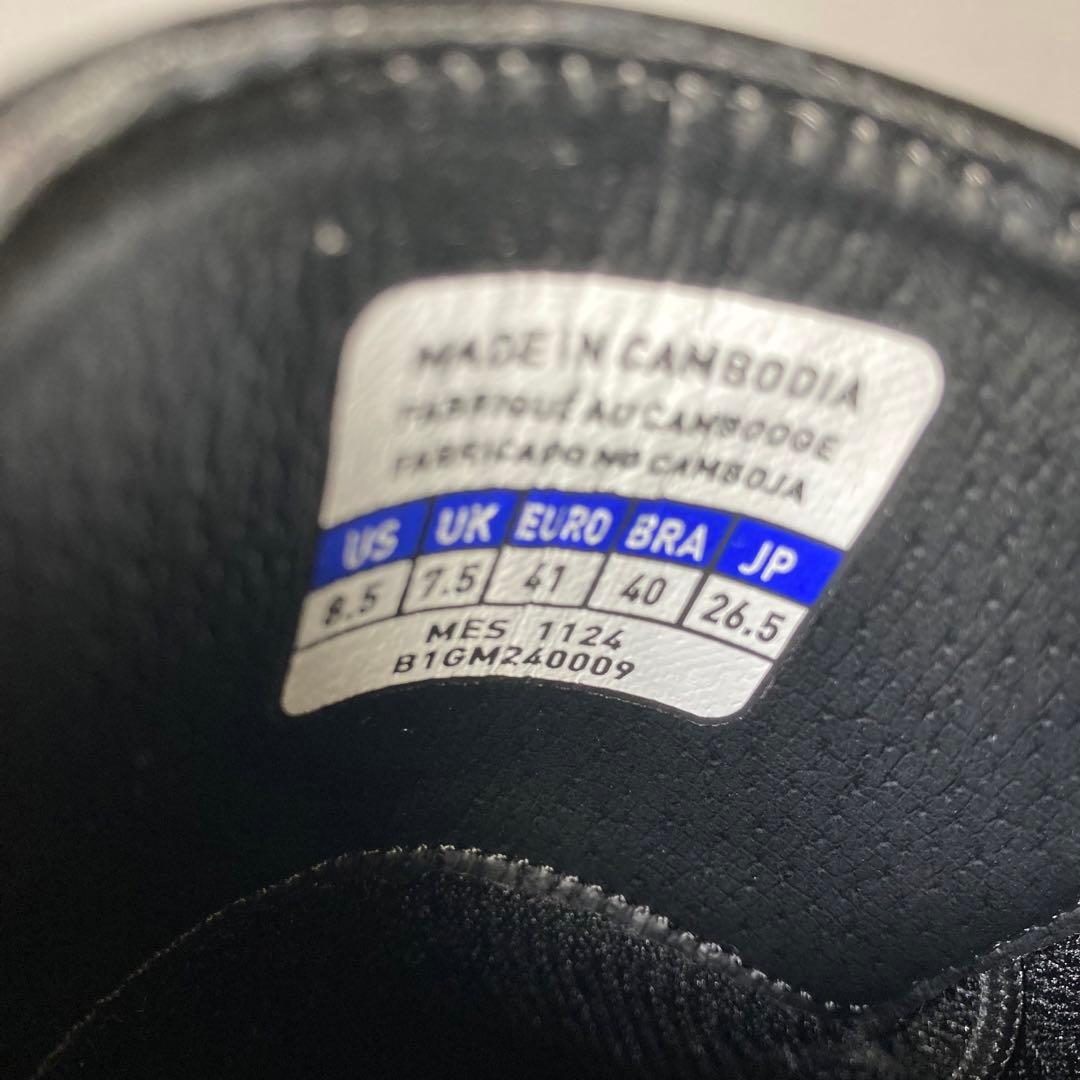 MADE IN CAMBODIA
FABRIQUÉ AU CAMBODGE
FABRICADO NO CAMBOJA
US UK EURO BRA JP
8.5 7.5 41 40 26.5
MES 1124
B1GM240009